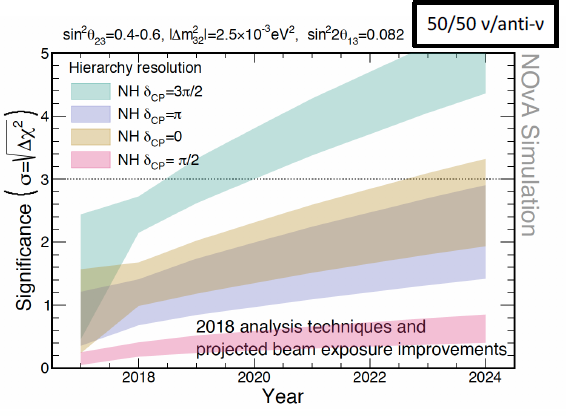 50/50 ν/anti-ν
sin²θ₂₃=0.4-0.6, |Δm²₃₂|=2.5×10⁻³eV², sin²2θ₁₃=0.082
Hierarchy resolution
NH δCP=3π/2
NH δCP=π
NH δCP=0
NH δCP= π/2
NOvA Simulation
Significance (σ=√Δχ²)
5
4
3
2
1
0
2018 analysis techniques and
projected beam exposure improvements
2018 2020 2022 2024
Year